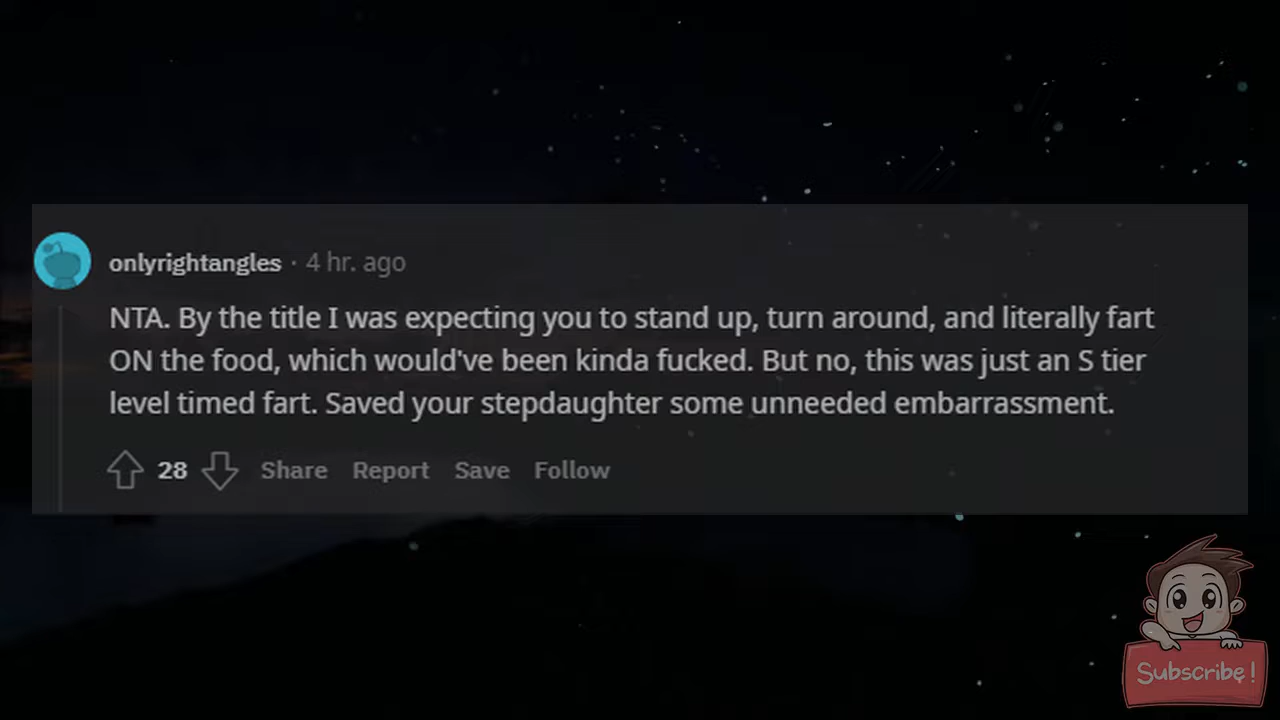 onlyrightangles · 4 hr. ago
NTA. By the title I was expecting you to stand up, turn around, and literally fart
ON the food, which would've been kinda fucked. But no, this was just an S tier
level timed fart. Saved your stepdaughter some unneeded embarrassment.
28 Share Report Save Follow
Subscribe!